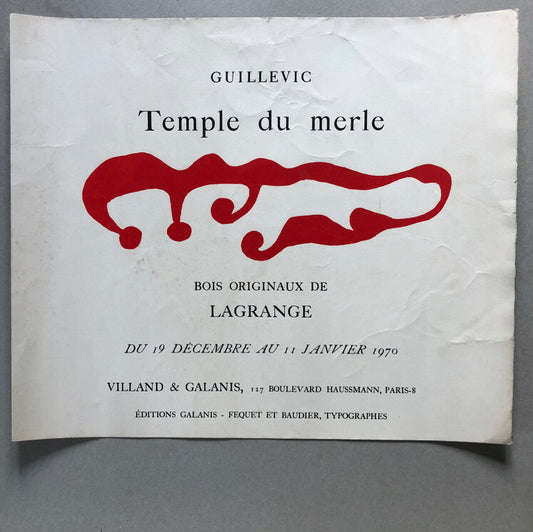 GUILLEVIC
Temple du merle
BOIS ORIGINAUX DE
LAGRANGE
DU 19 DÉCEMBRE AU 11 JANVIER 1970
VILLAND & GALANIS, 127 BOULEVARD HAUSSMANN, PARIS-8
ÉDITIONS GALANIS - FEQUET ET BAUDIER, TYPOGRAPHES